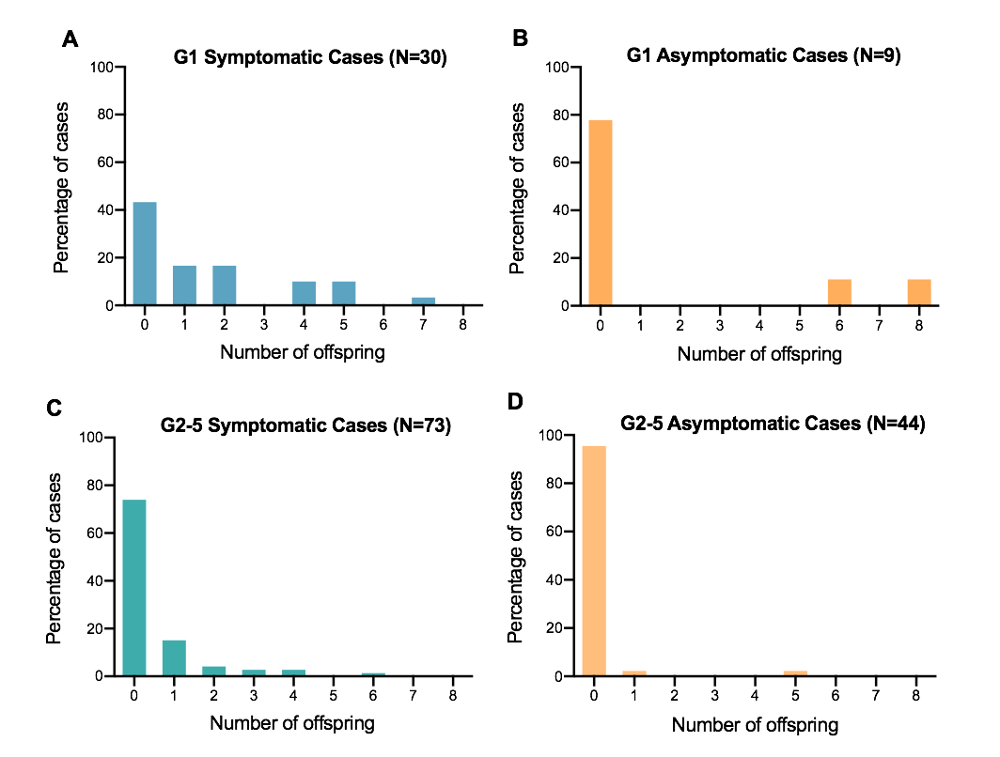 A
G1 Symptomatic Cases (N=30)
Percentage of cases
100
80
60
40
20
0
0 1 2 3 4 5 6 7 8
Number of offspring
B
G1 Asymptomatic Cases (N=9)
Percentage of cases
100
80
60
40
20
0
0 1 2 3 4 5 6 7 8
Number of offspring
C
G2-5 Symptomatic Cases (N=73)
Percentage of cases
100
80
60
40
20
0
0 1 2 3 4 5 6 7 8
Number of offspring
D
G2-5 Asymptomatic Cases (N=44)
Percentage of cases
100
80
60
40
20
0
0 1 2 3 4 5 6 7 8
Number of offspring